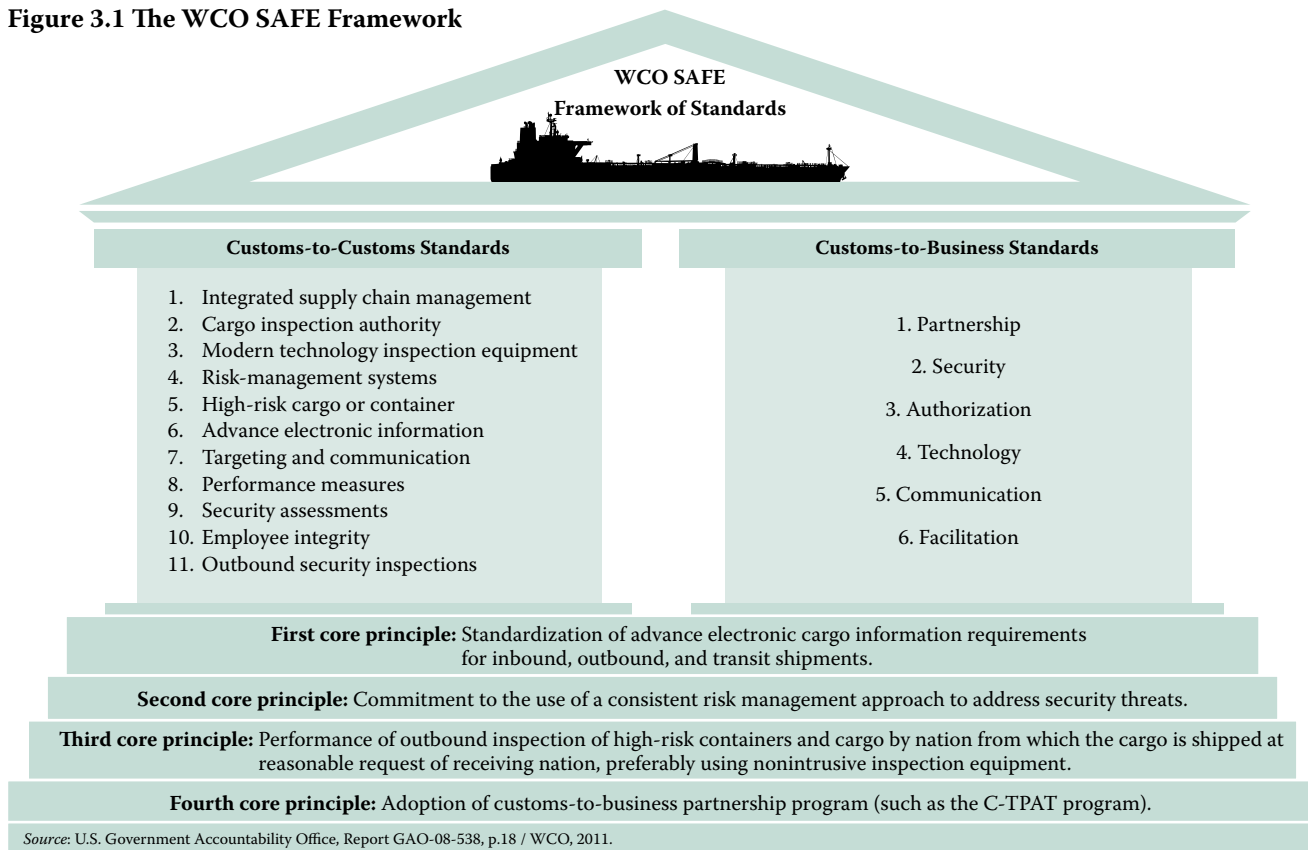 Figure 3.1 The WCO SAFE Framework
WCO SAFE
Framework of Standards
Customs-to-Customs Standards
1. Integrated supply chain management
2. Cargo inspection authority
3. Modern technology inspection equipment
4. Risk-management systems
5. High-risk cargo or container
6. Advance electronic information
7. Targeting and communication
8. Performance measures
9. Security assessments
10. Employee integrity
11. Outbound security inspections
Customs-to-Business Standards
1. Partnership
2. Security
3. Authorization
4. Technology
5. Communication
6. Facilitation
First core principle: Standardization of advance electronic cargo information requirements
for inbound, outbound, and transit shipments.
Second core principle: Commitment to the use of a consistent risk management approach to address security threats.
Third core principle: Performance of outbound inspection of high-risk containers and cargo by nation from which the cargo is shipped at
reasonable request of receiving nation, preferably using nonintrusive inspection equipment.
Fourth core principle: Adoption of customs-to-business partnership program (such as the C-TPAT program).
Source: U.S. Government Accountability Office, Report GAO-08-538, p.18 / WCO, 2011.